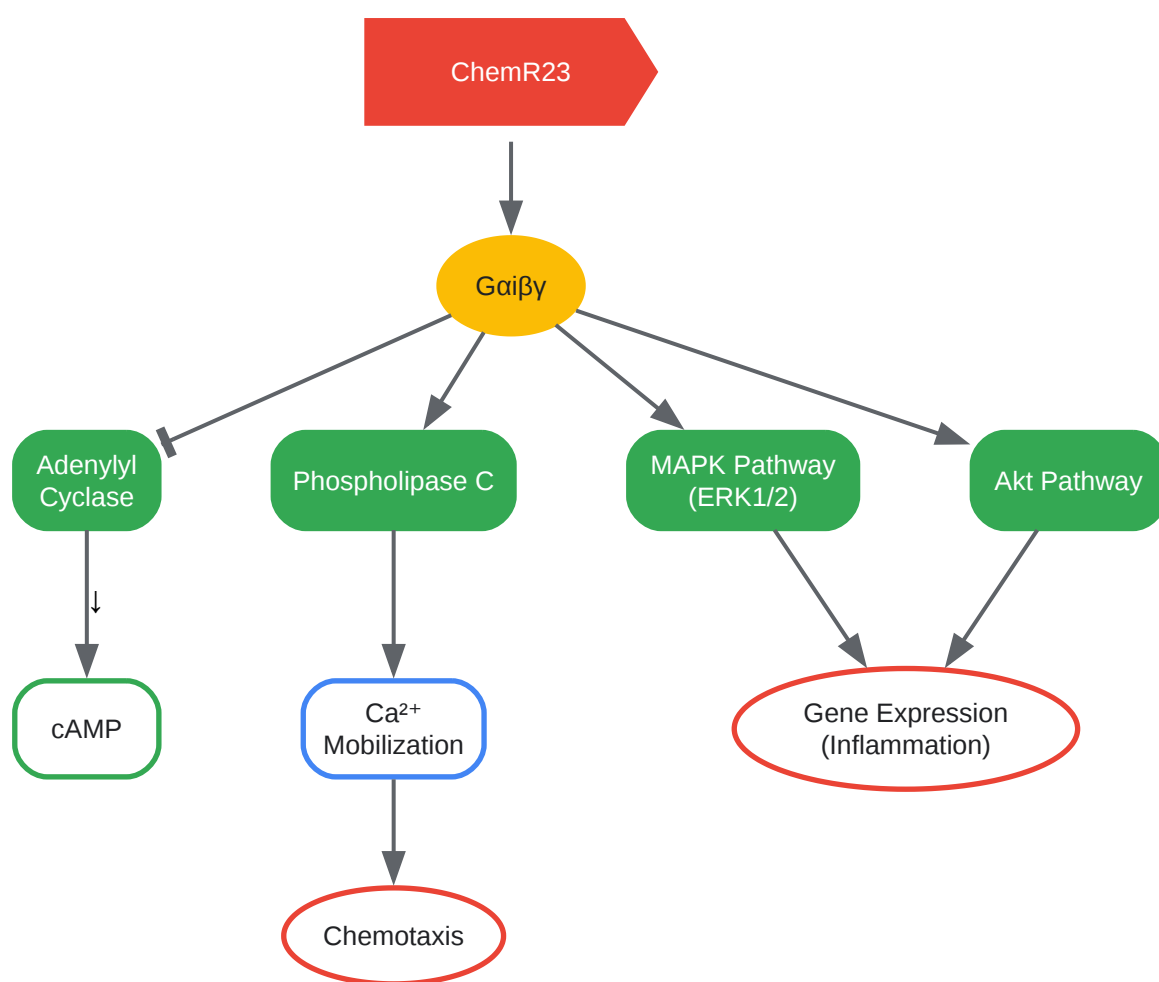 ChemR23
Gαiβγ
Adenylyl
Cyclase
Phospholipase C
MAPK Pathway
(ERK1/2)
Akt Pathway
↓
cAMP
Ca²⁺
Mobilization
Gene Expression
(Inflammation)
Chemotaxis